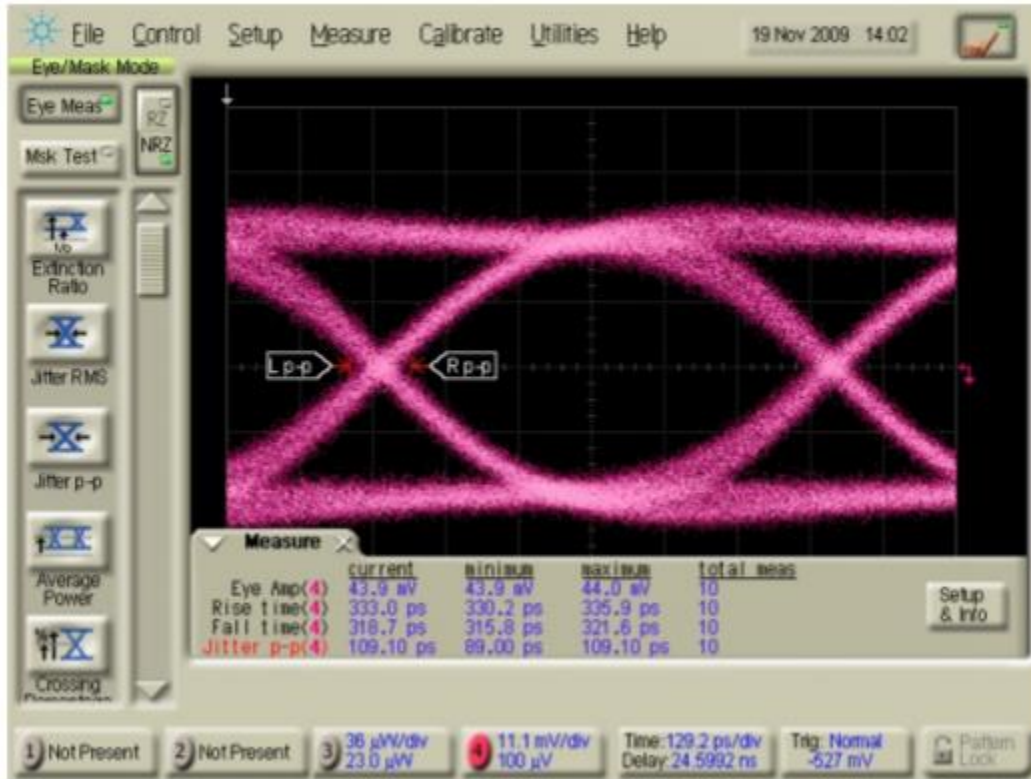 File Control Setup Measure Calibrate Utilities Help 19 Nov 2009 14:02
Eye/Mask Mode
Eye Meas
RZ
NRZ
Msk Test
Extinction
Ratio
Jitter RMS
Jitter p-p
Average
Power
Crossing
L p-p
R p-p
Measure
current minimum maximum total meas
Eye Amp(4) 43.9 mV 43.9 mV 44.0 mV 10
Rise time(4) 333.0 ps 330.2 ps 335.9 ps 10
Fall time(4) 318.7 ps 315.8 ps 321.6 ps 10
Jitter p-p(4) 109.10 ps 89.00 ps 109.10 ps 10
Setup
& Info
1 Not Present
2 Not Present
3 36 µW/div
23.0 µW
4 11.1 mV/div
100 µV
Time:129.2 ps/div
Delay:24.5992 ns
Trig: Normal
-527 mV
Pattern
Lock